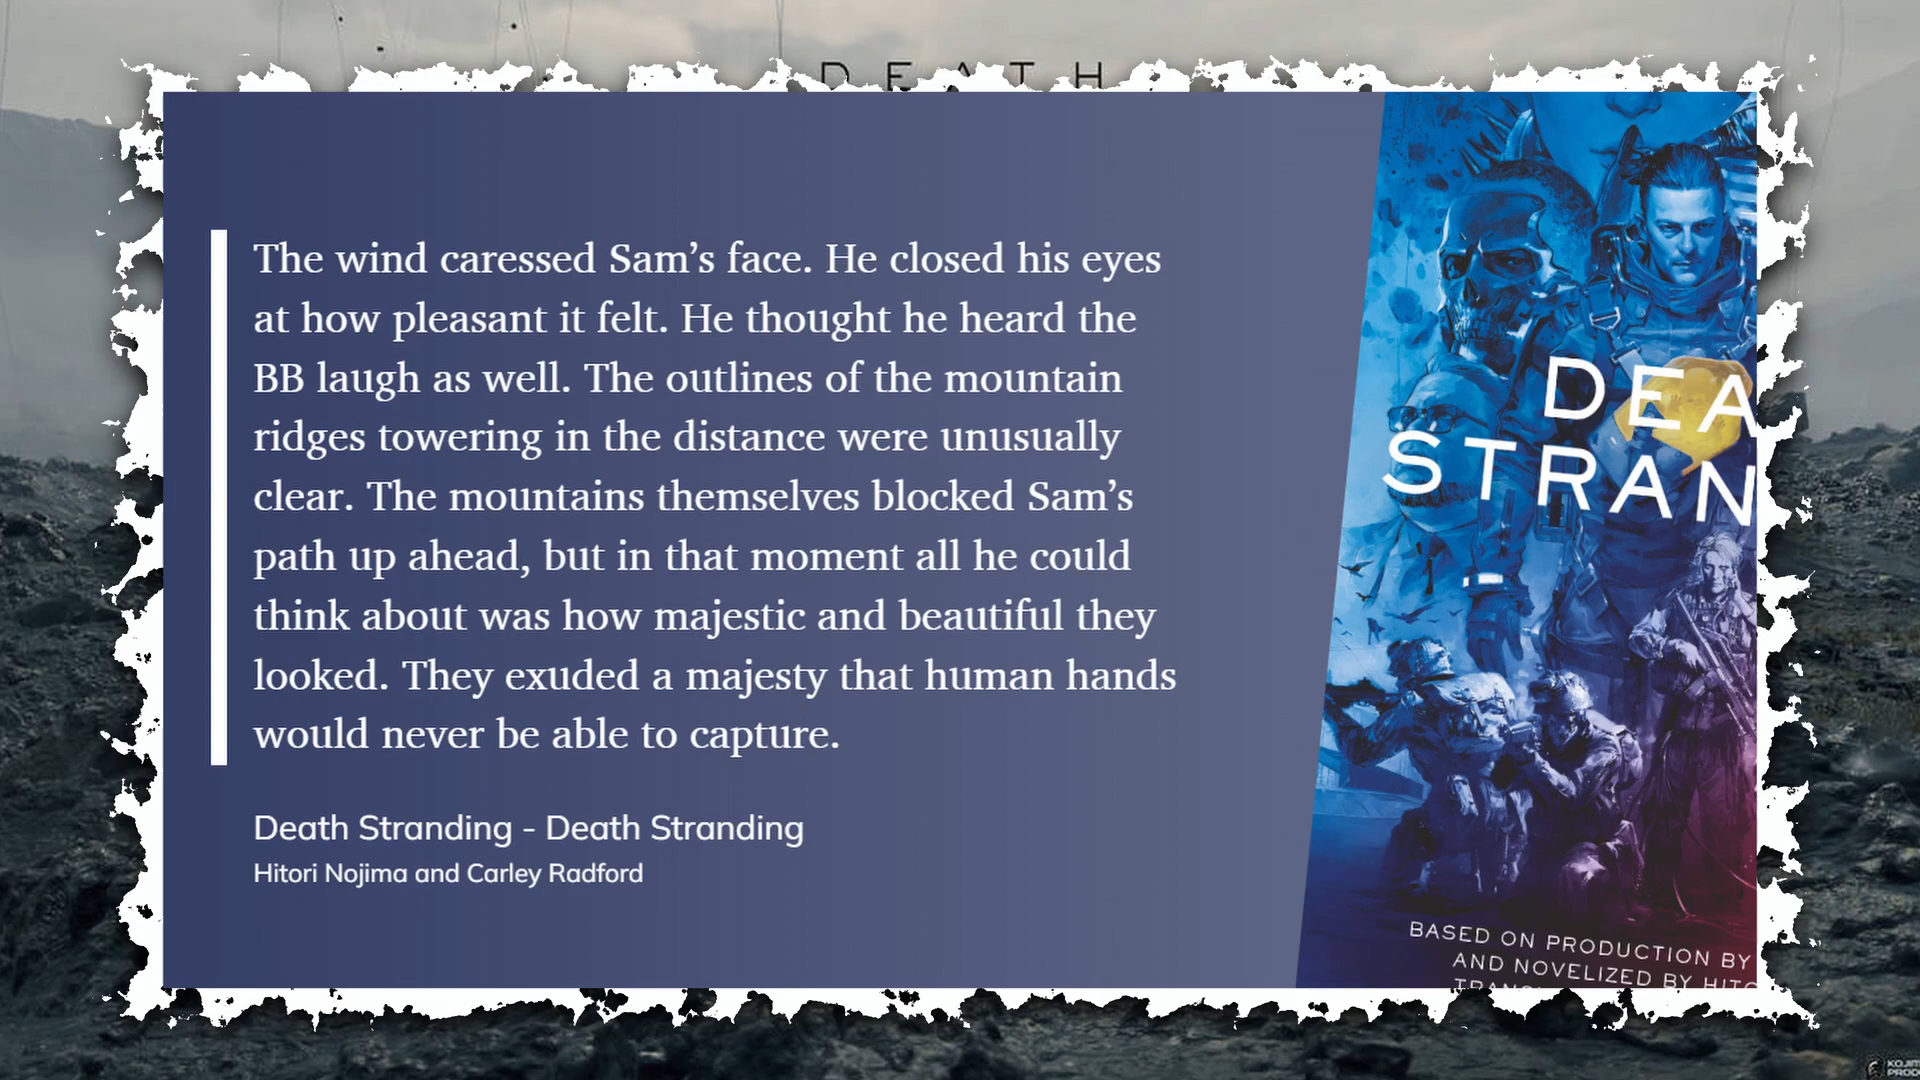 DEATH
The wind caressed Sam’s face. He closed his eyes
at how pleasant it felt. He thought he heard the
BB laugh as well. The outlines of the mountain
ridges towering in the distance were unusually
clear. The mountains themselves blocked Sam’s
path up ahead, but in that moment all he could
think about was how majestic and beautiful they
looked. They exuded a majesty that human hands
would never be able to capture.
Death Stranding - Death Stranding
Hitori Nojima and Carley Radford
DEA
STRAN
BASED ON PRODUCTION BY
AND NOVELIZED BY HITO